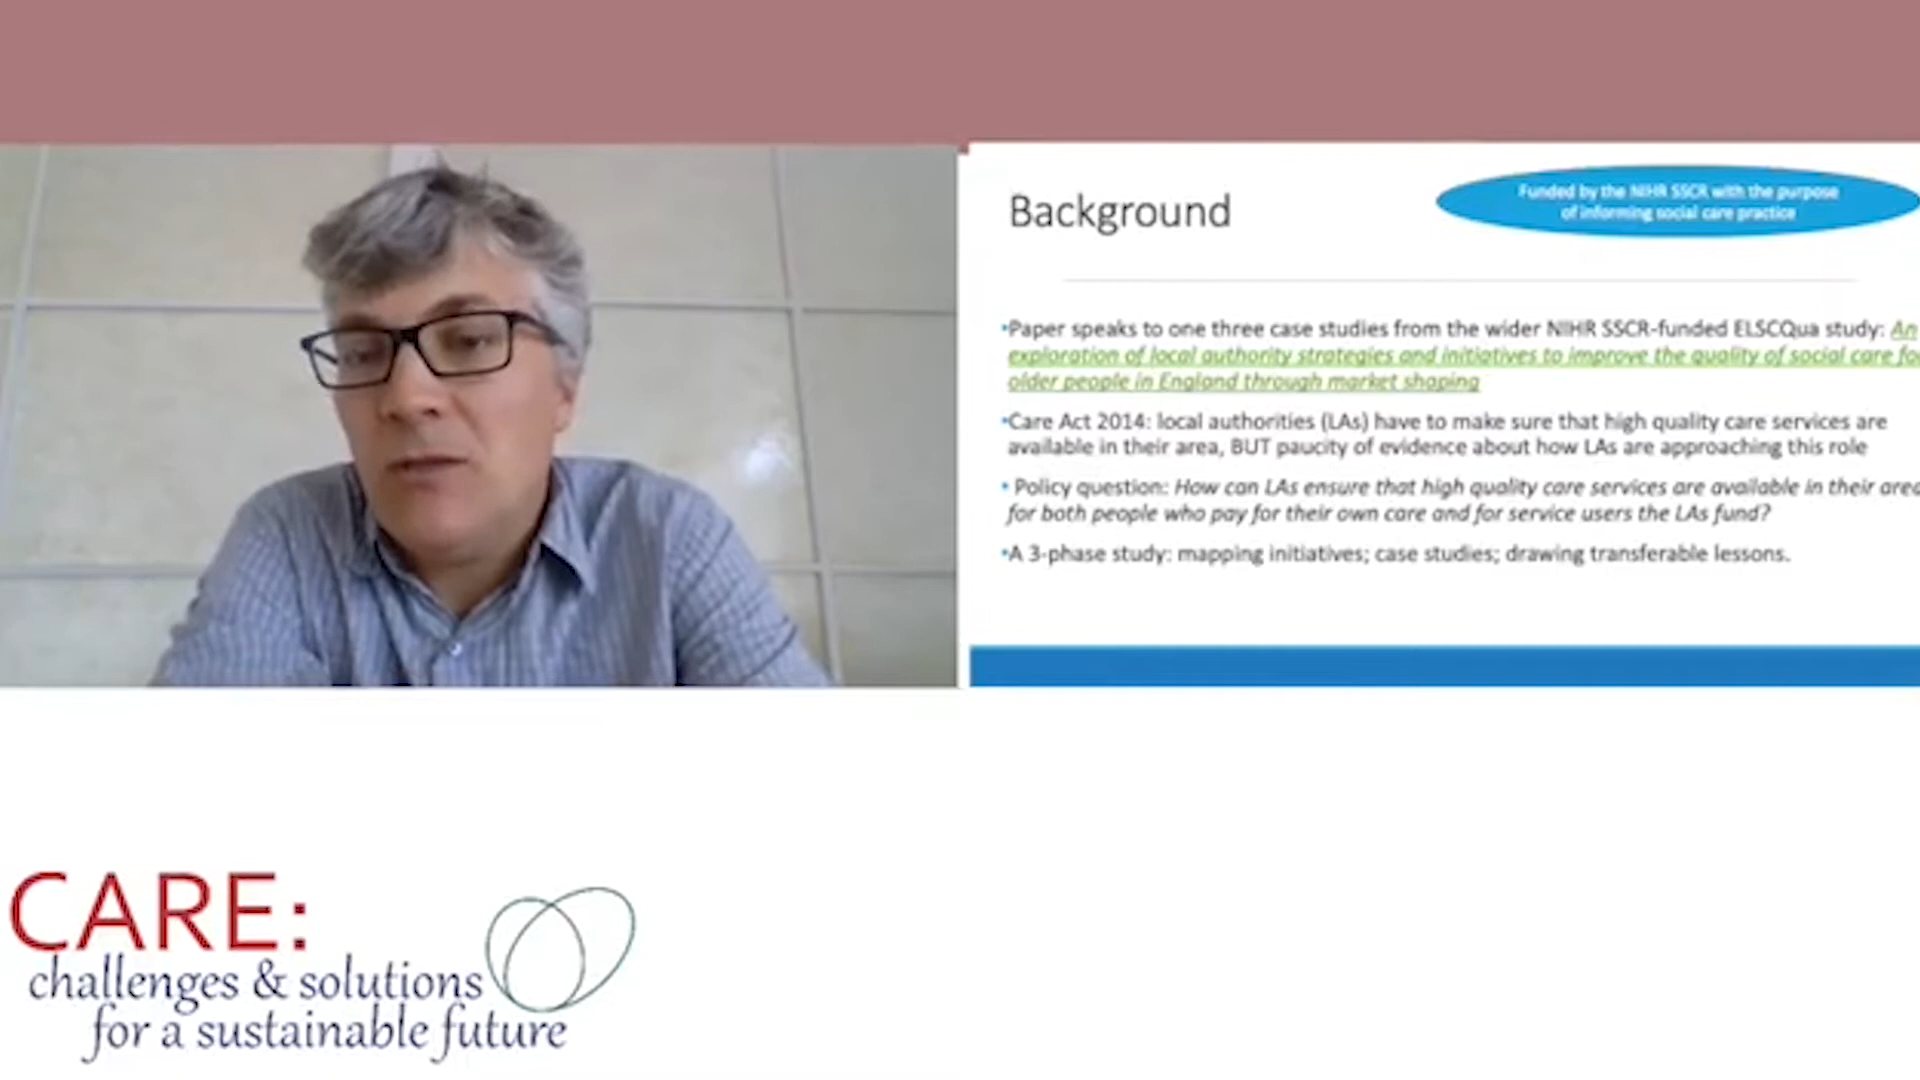 Background
Funded by the NIHR SSCR with the purpose
of informing social care practice
•Paper speaks to one three case studies from the wider NIHR SSCR-funded ELSCQua study: An
exploration of local authority strategies and initiatives to improve the quality of social care for
older people in England through market shaping
•Care Act 2014: local authorities (LAs) have to make sure that high quality care services are
available in their area, BUT paucity of evidence about how LAs are approaching this role
• Policy question: How can LAs ensure that high quality care services are available in their area
for both people who pay for their own care and for service users the LAs fund?
•A 3-phase study: mapping initiatives; case studies; drawing transferable lessons.
CARE:
challenges & solutions
for a sustainable future